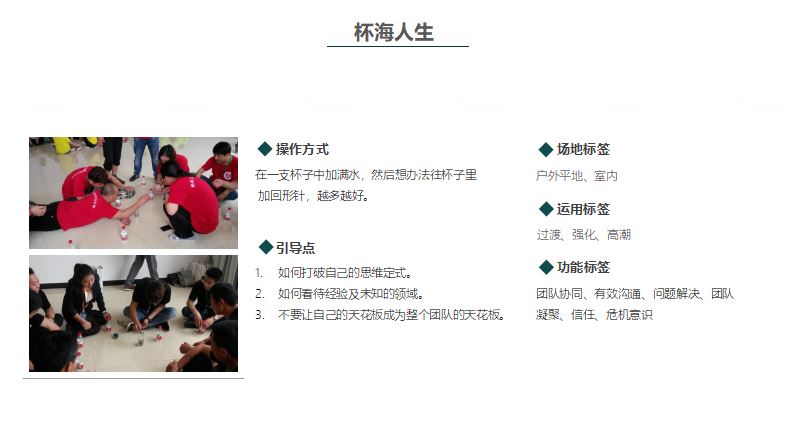 杯海人生
操作方式
在一支杯子中加满水，然后想办法往杯子里
加回形针，越多越好。
引导点
1. 如何打破自己的思维定式。
2. 如何看待经验及未知的领域。
3. 不要让自己的天花板成为整个团队的天花板。
场地标签
户外平地、室内
运用标签
过渡、强化、高潮
功能标签
团队协同、有效沟通、问题解决、团队
凝聚、信任、危机意识